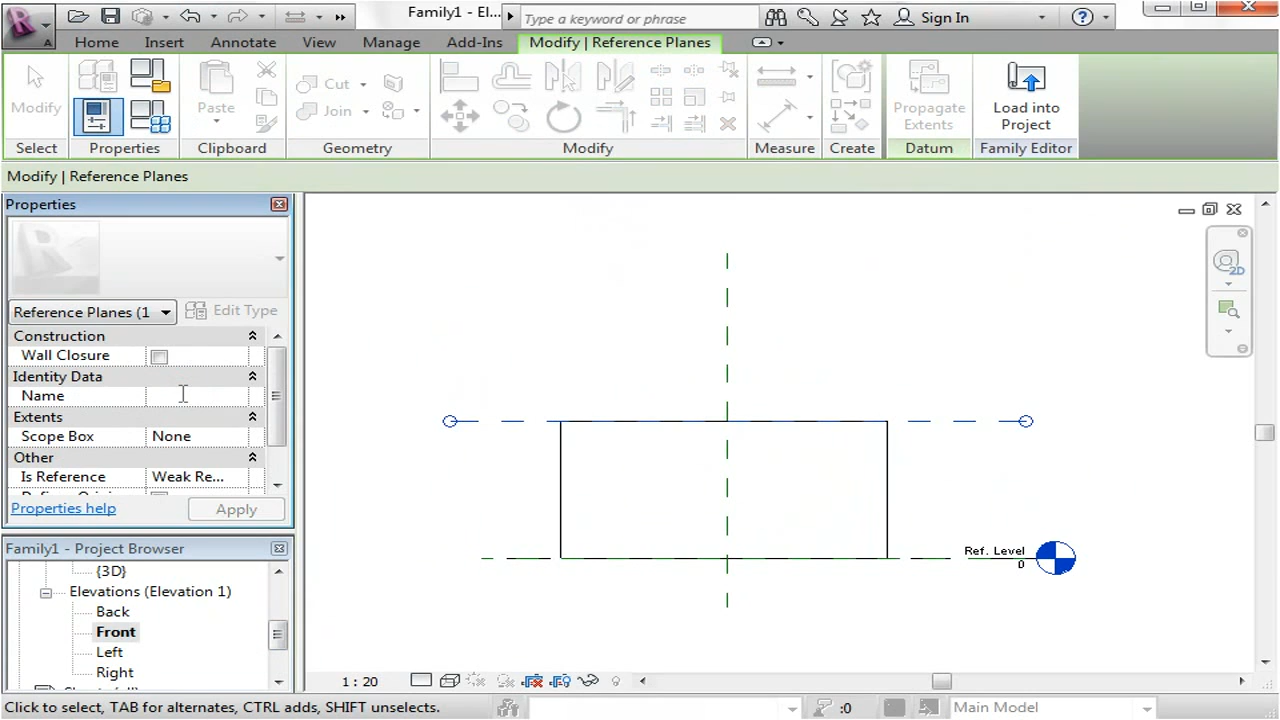 Family1 - El...
Type a keyword or phrase
Sign In
Home
Insert
Annotate
View
Manage
Add-Ins
Modify | Reference Planes
Modify
Paste
Cut
Join
Propagate
Extents
Load into
Project
Select
Properties
Clipboard
Geometry
Modify
Measure
Create
Datum
Family Editor
Modify | Reference Planes
Properties
Reference Planes (1
Edit Type
Construction
Wall Closure
Identity Data
Name
Extents
Scope Box None
Other
Is Reference Weak Re...
Properties help
Apply
Family1 - Project Browser
{3D}
Elevations (Elevation 1)
Back
Front
Left
Right
Ref. Level
0
1 : 20
2D
Click to select, TAB for alternates, CTRL adds, SHIFT unselects.
:0
Main Model